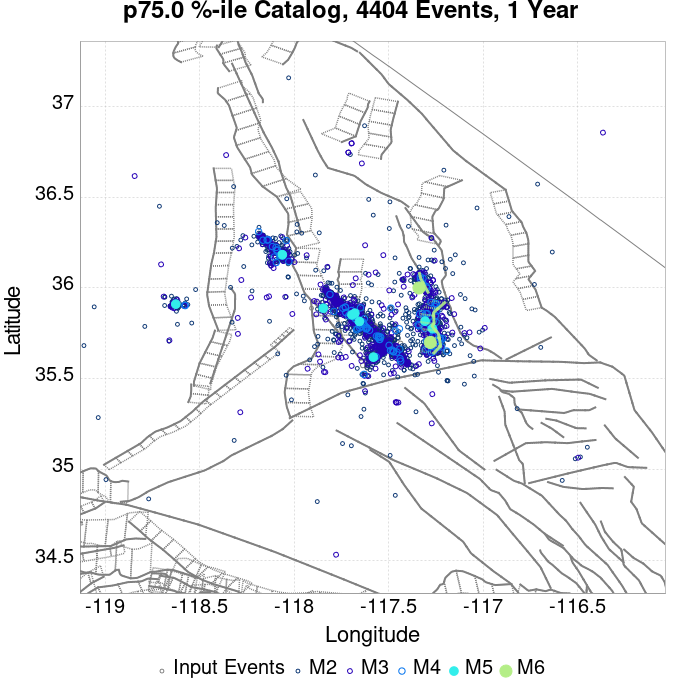 p75.0 %-ile Catalog, 4404 Events, 1 Year
37
36.5
36
35.5
35
34.5
Latitude
-119 -118.5 -118 -117.5 -117 -116.5
Longitude
Input Events M2 M3 M4 M5 M6